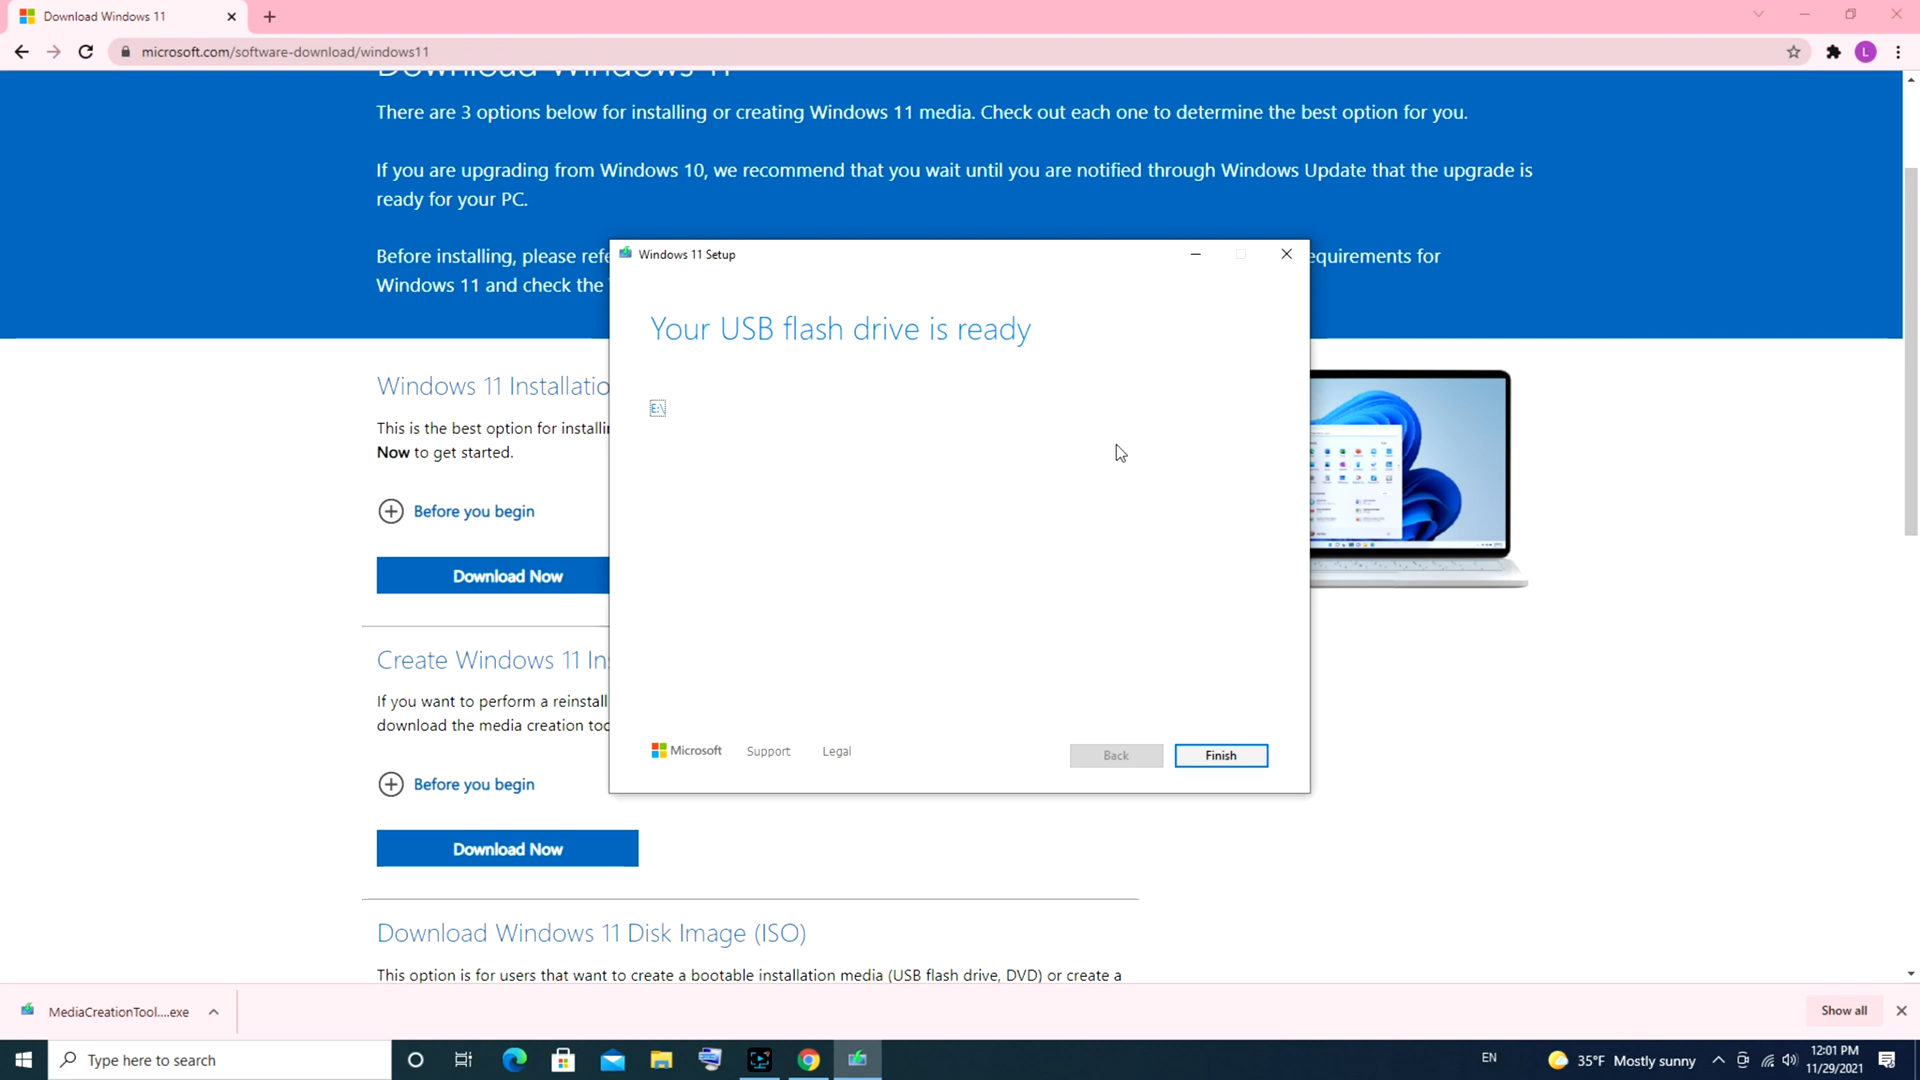 Download Windows 11
microsoft.com/software-download/windows11
L
Download Windows 11
There are 3 options below for installing or creating Windows 11 media. Check out each one to determine the best option for you.
If you are upgrading from Windows 10, we recommend that you wait until you are notified through Windows Update that the upgrade is
ready for your PC.
Before installing, please refe
equirements for
Windows 11 and check the
Windows 11 Setup
Your USB flash drive is ready
E:\
Microsoft
Support
Legal
Back
Finish
Windows 11 Installatio
This is the best option for installin
Now to get started.
Before you begin
Download Now
Create Windows 11 Ins
If you want to perform a reinstall
download the media creation too
Before you begin
Download Now
Download Windows 11 Disk Image (ISO)
This option is for users that want to create a bootable installation media (USB flash drive, DVD) or create a
MediaCreationTool....exe
Show all
Type here to search
EN
35°F Mostly sunny
12:01 PM
11/29/2021